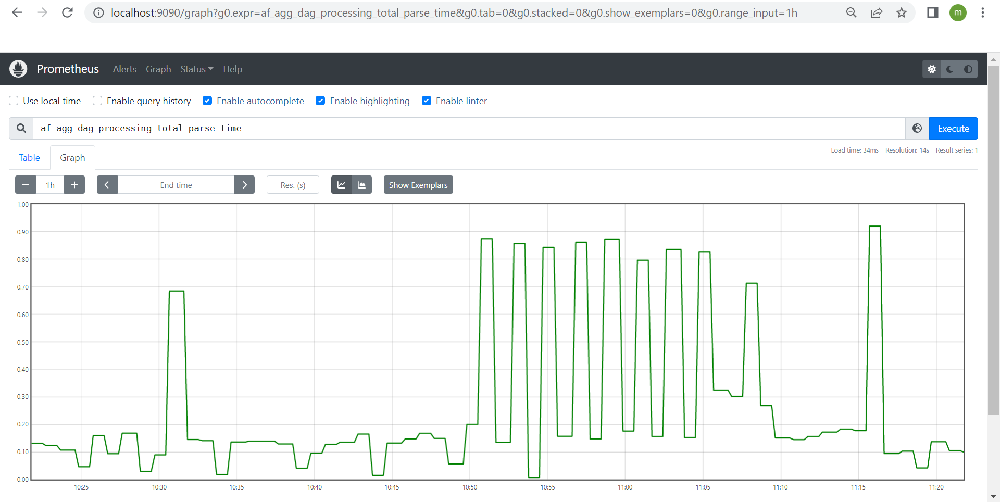 localhost:9090/graph?g0.expr=af_agg_dag_processing_total_parse_time&g0.tab=0&g0.stacked=0&g0.show_exemplars=0&g0.range_input=1h
m
Prometheus Alerts Graph Status Help
Use local time Enable query history Enable autocomplete Enable highlighting Enable linter
af_agg_dag_processing_total_parse_time Execute
Load time: 34ms Resolution: 14s Result series: 1
Table Graph
1h End time Res. (s) Show Exemplars
1.00
0.90
0.80
0.70
0.60
0.50
0.40
0.30
0.20
0.10
0.00
10:25 10:30 10:35 10:40 10:45 10:50 10:55 11:00 11:05 11:10 11:15 11:20